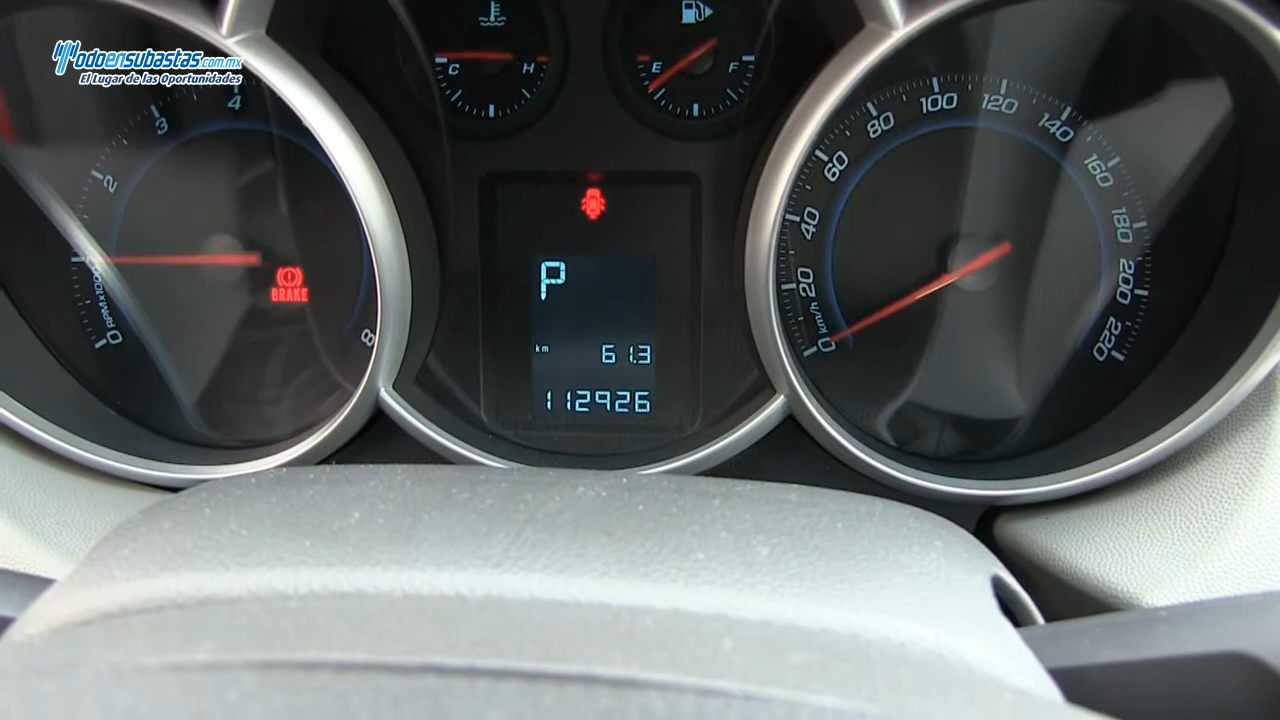 Todoensubastas.com.mx
El Lugar de las Oportunidades
C H
E F
4
3
2
0
RPMx1000
8
BRAKE
P
km 61.3
112926
0
20
40
60
80
100
120
140
160
180
200
220
km/h